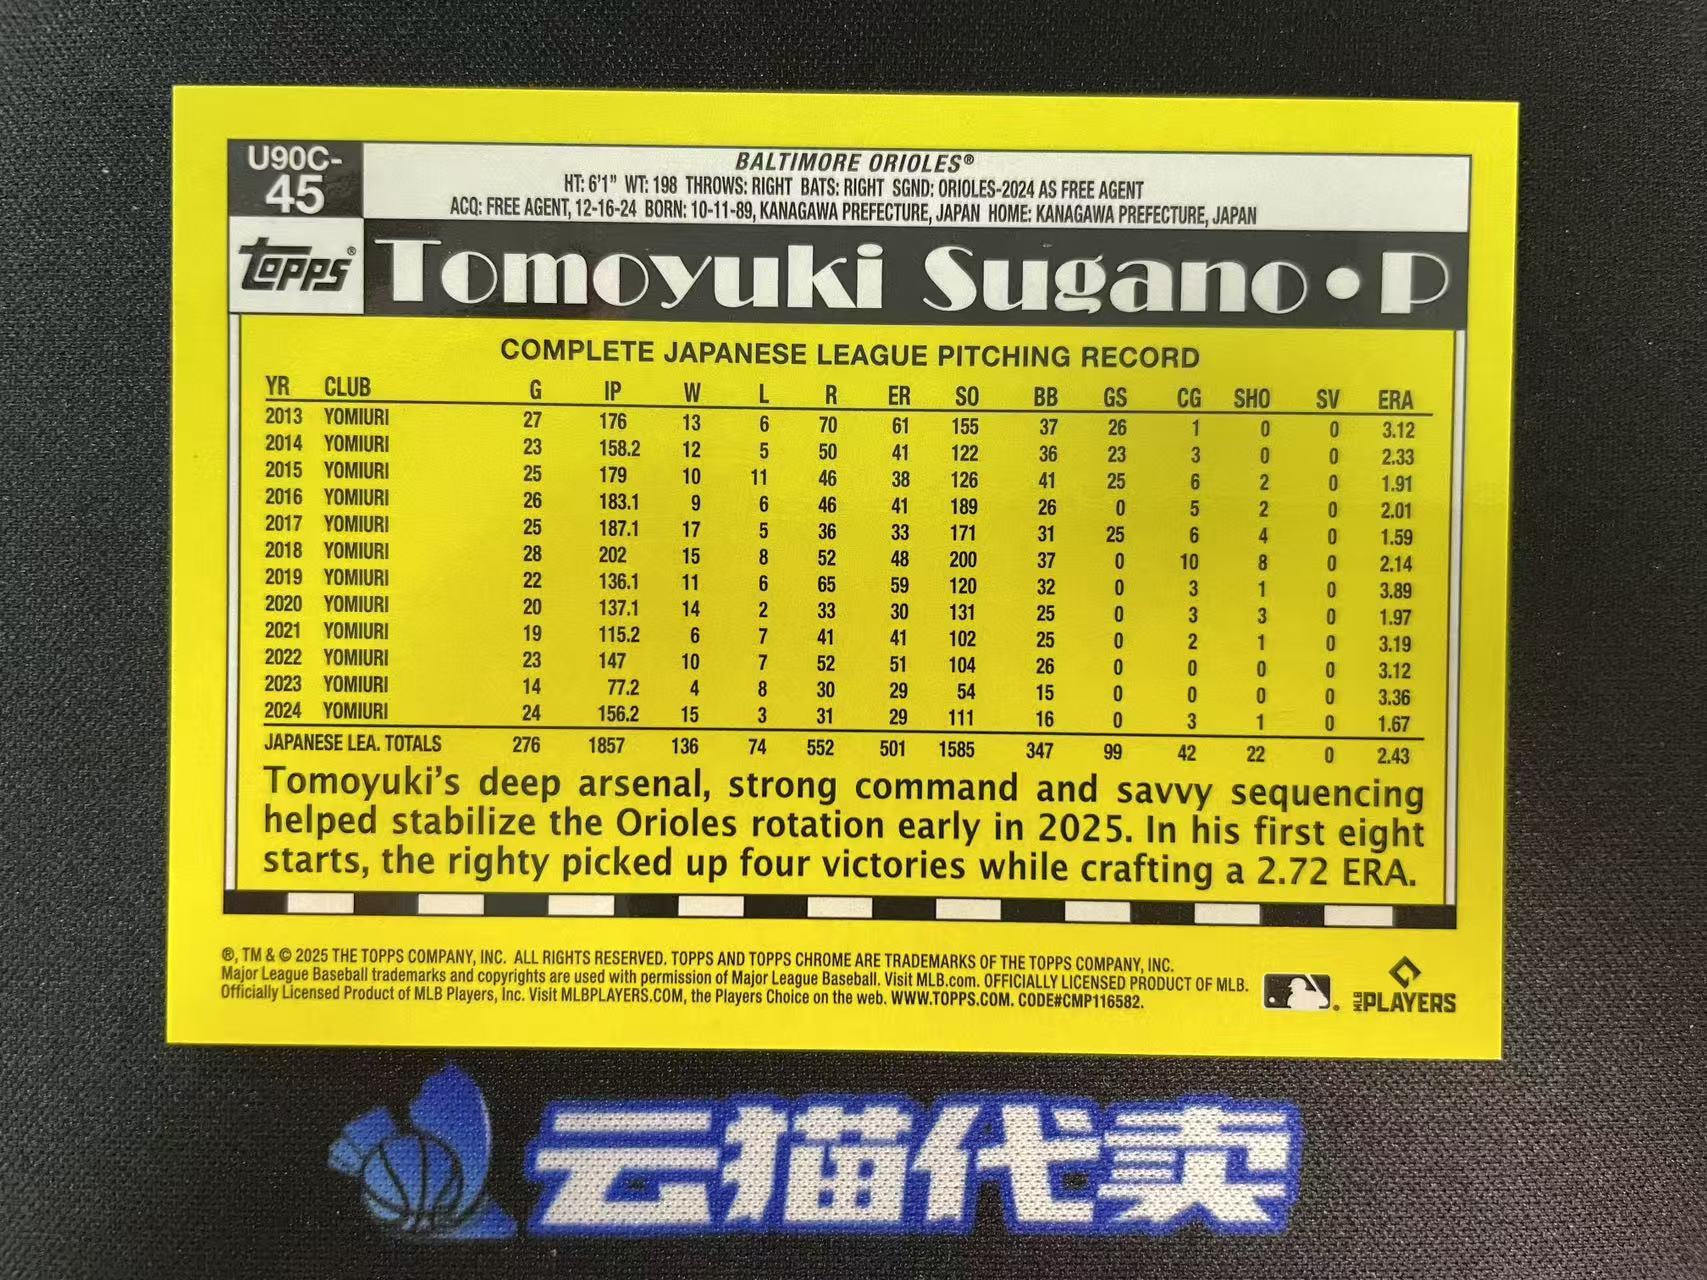 U90C-
45
BALTIMORE ORIOLES®
HT: 6'1" WT: 198 THROWS: RIGHT BATS: RIGHT SGND: ORIOLES-2024 AS FREE AGENT
ACQ: FREE AGENT, 12-16-24 BORN: 10-11-89, KANAGAWA PREFECTURE, JAPAN HOME: KANAGAWA PREFECTURE, JAPAN
topps® Tomoyuki Sugano • P
COMPLETE JAPANESE LEAGUE PITCHING RECORD
YR CLUB G IP W L R ER SO BB GS CG SHO SV ERA
2013 YOMIURI 27 176 13 6 70 61 155 37 26 1 0 0 3.12
2014 YOMIURI 23 158.2 12 5 50 41 122 36 23 3 0 0 2.33
2015 YOMIURI 25 179 10 11 46 38 126 41 25 6 2 0 1.91
2016 YOMIURI 26 183.1 9 6 46 41 189 26 0 5 2 0 2.01
2017 YOMIURI 25 187.1 17 5 36 33 171 31 25 6 4 0 1.59
2018 YOMIURI 28 202 15 8 52 48 200 37 0 10 8 0 2.14
2019 YOMIURI 22 136.1 11 6 65 59 120 32 0 3 1 0 3.89
2020 YOMIURI 20 137.1 14 2 33 30 131 25 0 3 3 0 1.97
2021 YOMIURI 19 115.2 6 7 41 41 102 25 0 2 1 0 3.19
2022 YOMIURI 23 147 10 7 52 51 104 26 0 0 0 0 3.12
2023 YOMIURI 14 77.2 4 8 30 29 54 15 0 0 0 0 3.36
2024 YOMIURI 24 156.2 15 3 31 29 111 16 0 3 1 0 1.67
JAPANESE LEA. TOTALS 276 1857 136 74 552 501 1585 347 99 42 22 0 2.43
Tomoyuki's deep arsenal, strong command and savvy sequencing
helped stabilize the Orioles rotation early in 2025. In his first eight
starts, the righty picked up four victories while crafting a 2.72 ERA.
®, TM & © 2025 THE TOPPS COMPANY, INC. ALL RIGHTS RESERVED. TOPPS AND TOPPS CHROME ARE TRADEMARKS OF THE TOPPS COMPANY, INC.
Major League Baseball trademarks and copyrights are used with permission of Major League Baseball. Visit MLB.com. OFFICIALLY LICENSED PRODUCT OF MLB.
Officially Licensed Product of MLB Players, Inc. Visit MLBPLAYERS.COM, the Players Choice on the web. WWW.TOPPS.COM. CODE#CMP116582.
MLB PLAYERS
云猫代卖